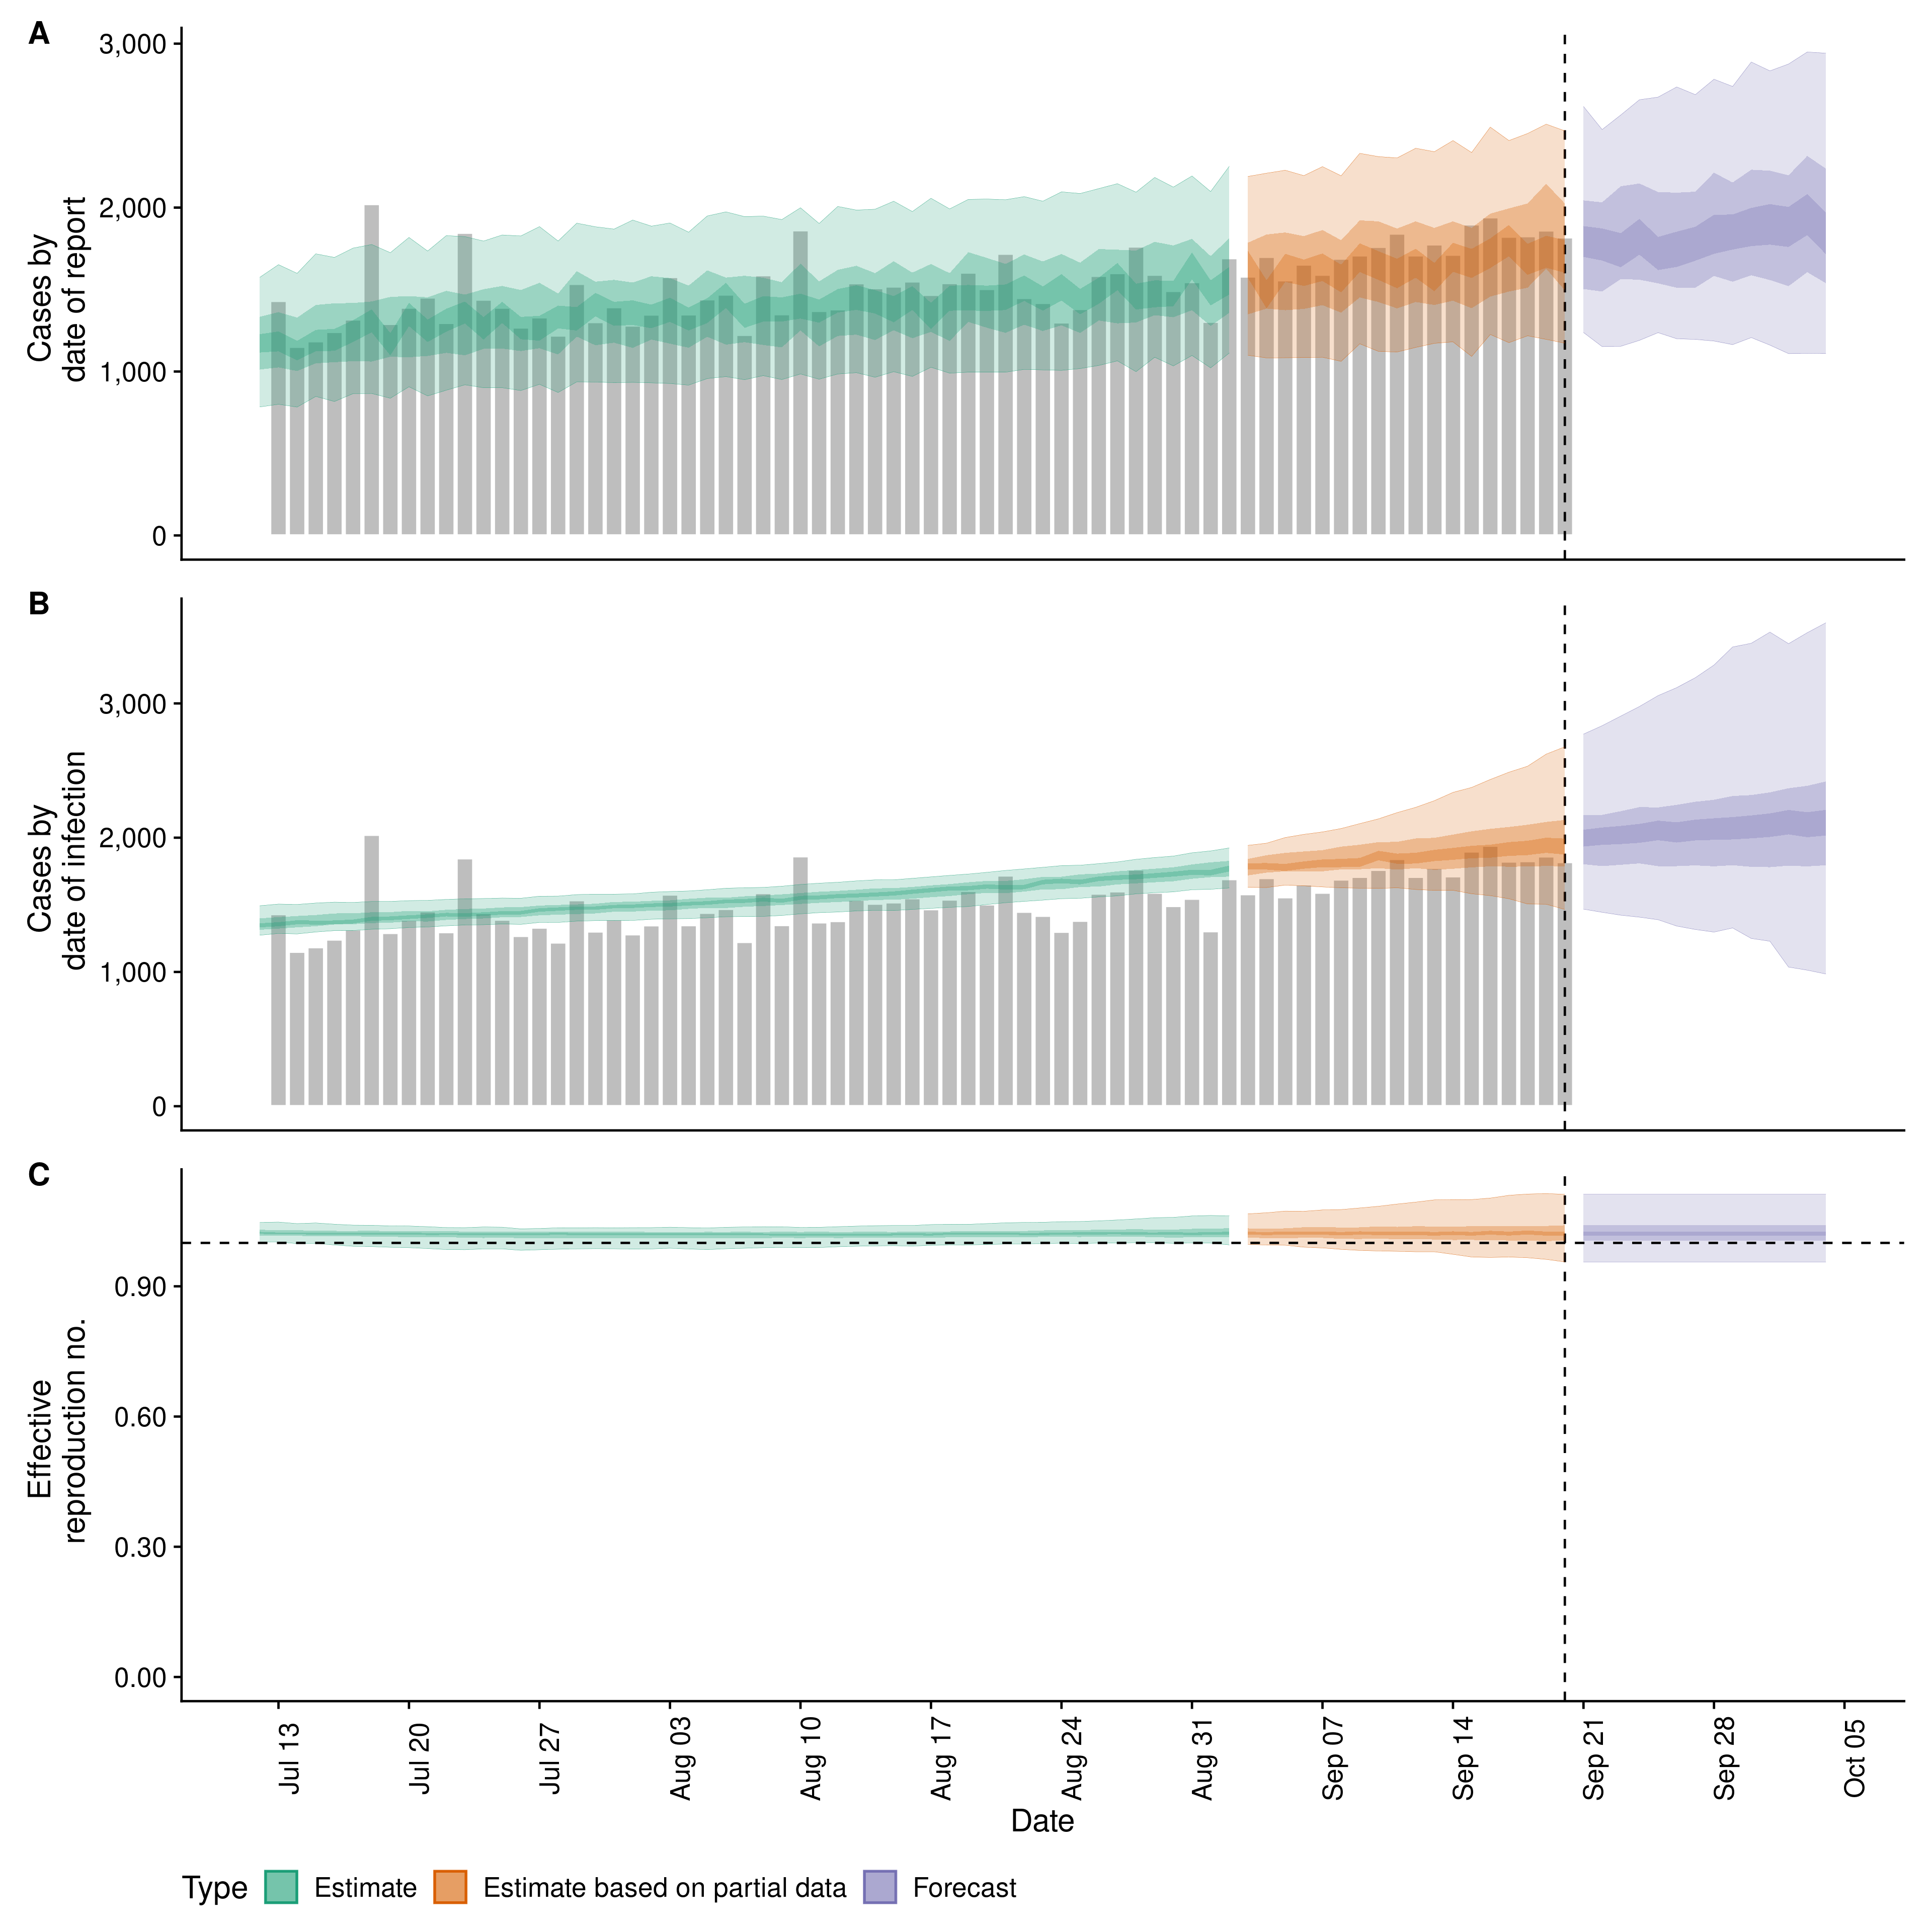 A
Cases by
date of report
3,000
2,000
1,000
0
B
Cases by
date of infection
3,000
2,000
1,000
0
C
Effective
reproduction no.
0.90
0.60
0.30
0.00
Jul 13
Jul 20
Jul 27
Aug 03
Aug 10
Aug 17
Aug 24
Aug 31
Sep 07
Sep 14
Sep 21
Sep 28
Oct 05
Date
Type Estimate Estimate based on partial data Forecast